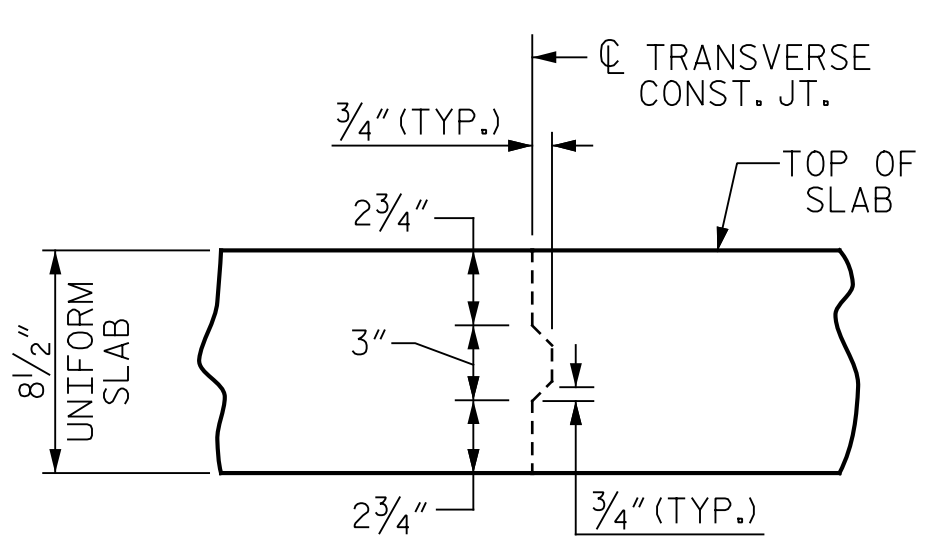 ℄ TRANSVERSE
CONST. JT.
3/4" (TYP.)
TOP OF
SLAB
2 3/4"
8 1/2"
UNIFORM
SLAB
3"
2 3/4"
3/4" (TYP.)